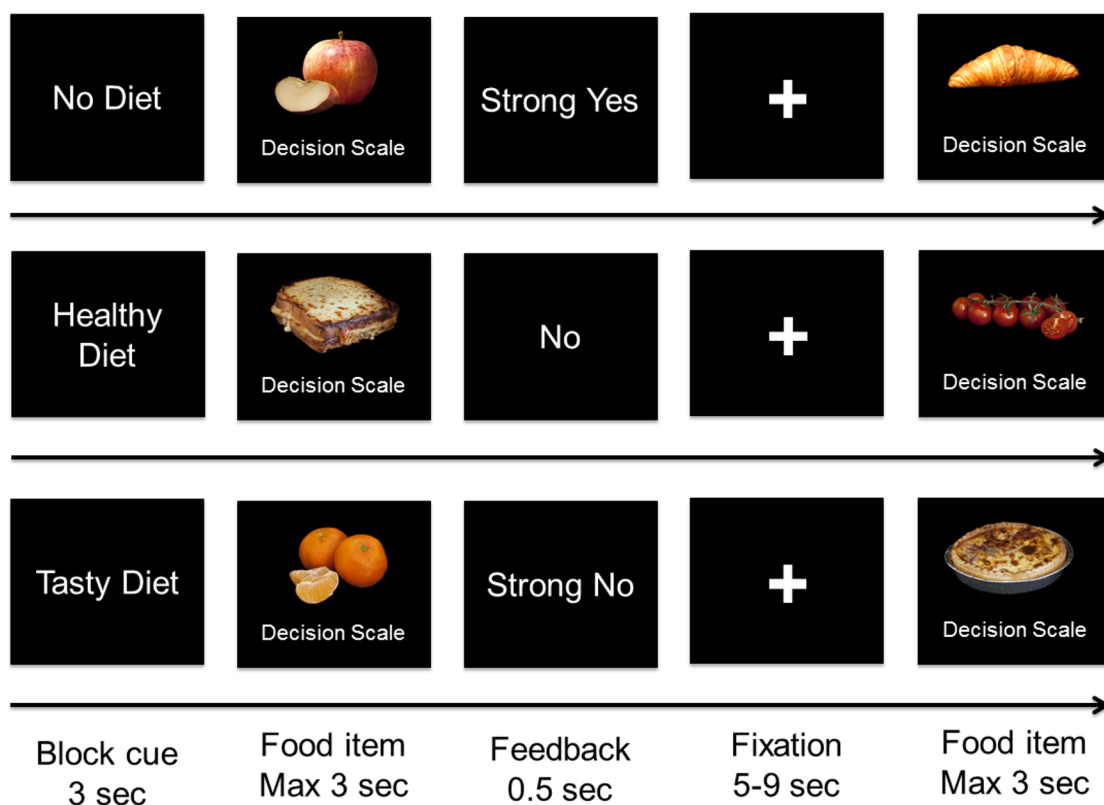 No Diet
Decision Scale
Strong Yes
+
Decision Scale
Healthy
Diet
Decision Scale
No
+
Decision Scale
Tasty Diet
Decision Scale
Strong No
+
Decision Scale
Block cue
3 sec
Food item
Max 3 sec
Feedback
0.5 sec
Fixation
5-9 sec
Food item
Max 3 sec